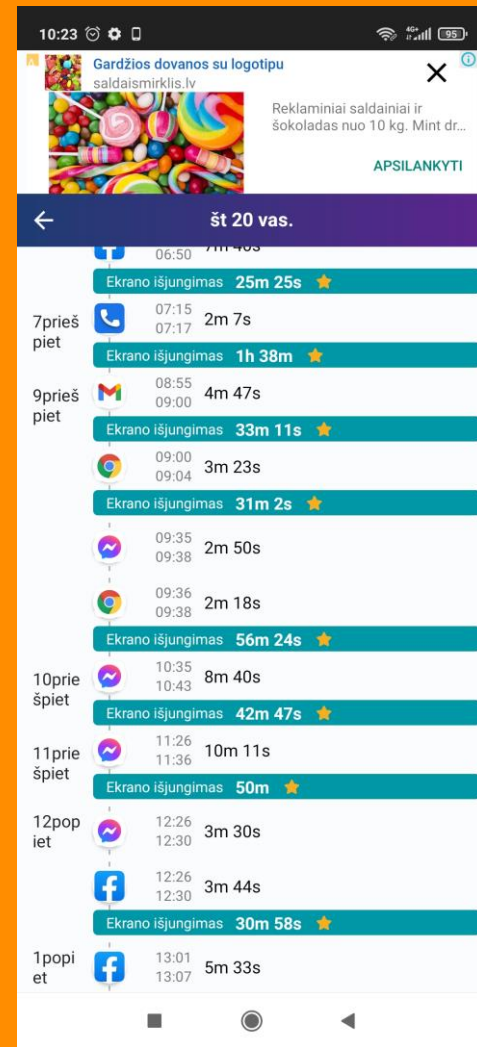 10:23
4G+
95
Gardžios dovanos su logotipu
saldaismirklis.lv
Reklaminiai saldainiai ir
šokoladas nuo 10 kg. Mint dr...
APSILANKYTI
št 20 vas.
06:50 7m 40s
Ekrano išjungimas 25m 25s
7prieš
piet
07:15
07:17
2m 7s
Ekrano išjungimas 1h 38m
9prieš
piet
08:55
09:00
4m 47s
Ekrano išjungimas 33m 11s
09:00
09:04
3m 23s
Ekrano išjungimas 31m 2s
09:35
09:38
2m 50s
09:36
09:38
2m 18s
Ekrano išjungimas 56m 24s
10prie
špiet
10:35
10:43
8m 40s
Ekrano išjungimas 42m 47s
11prie
špiet
11:26
11:36
10m 11s
Ekrano išjungimas 50m
12pop
iet
12:26
12:30
3m 30s
12:26
12:30
3m 44s
Ekrano išjungimas 30m 58s
1popi
et
13:01
13:07
5m 33s